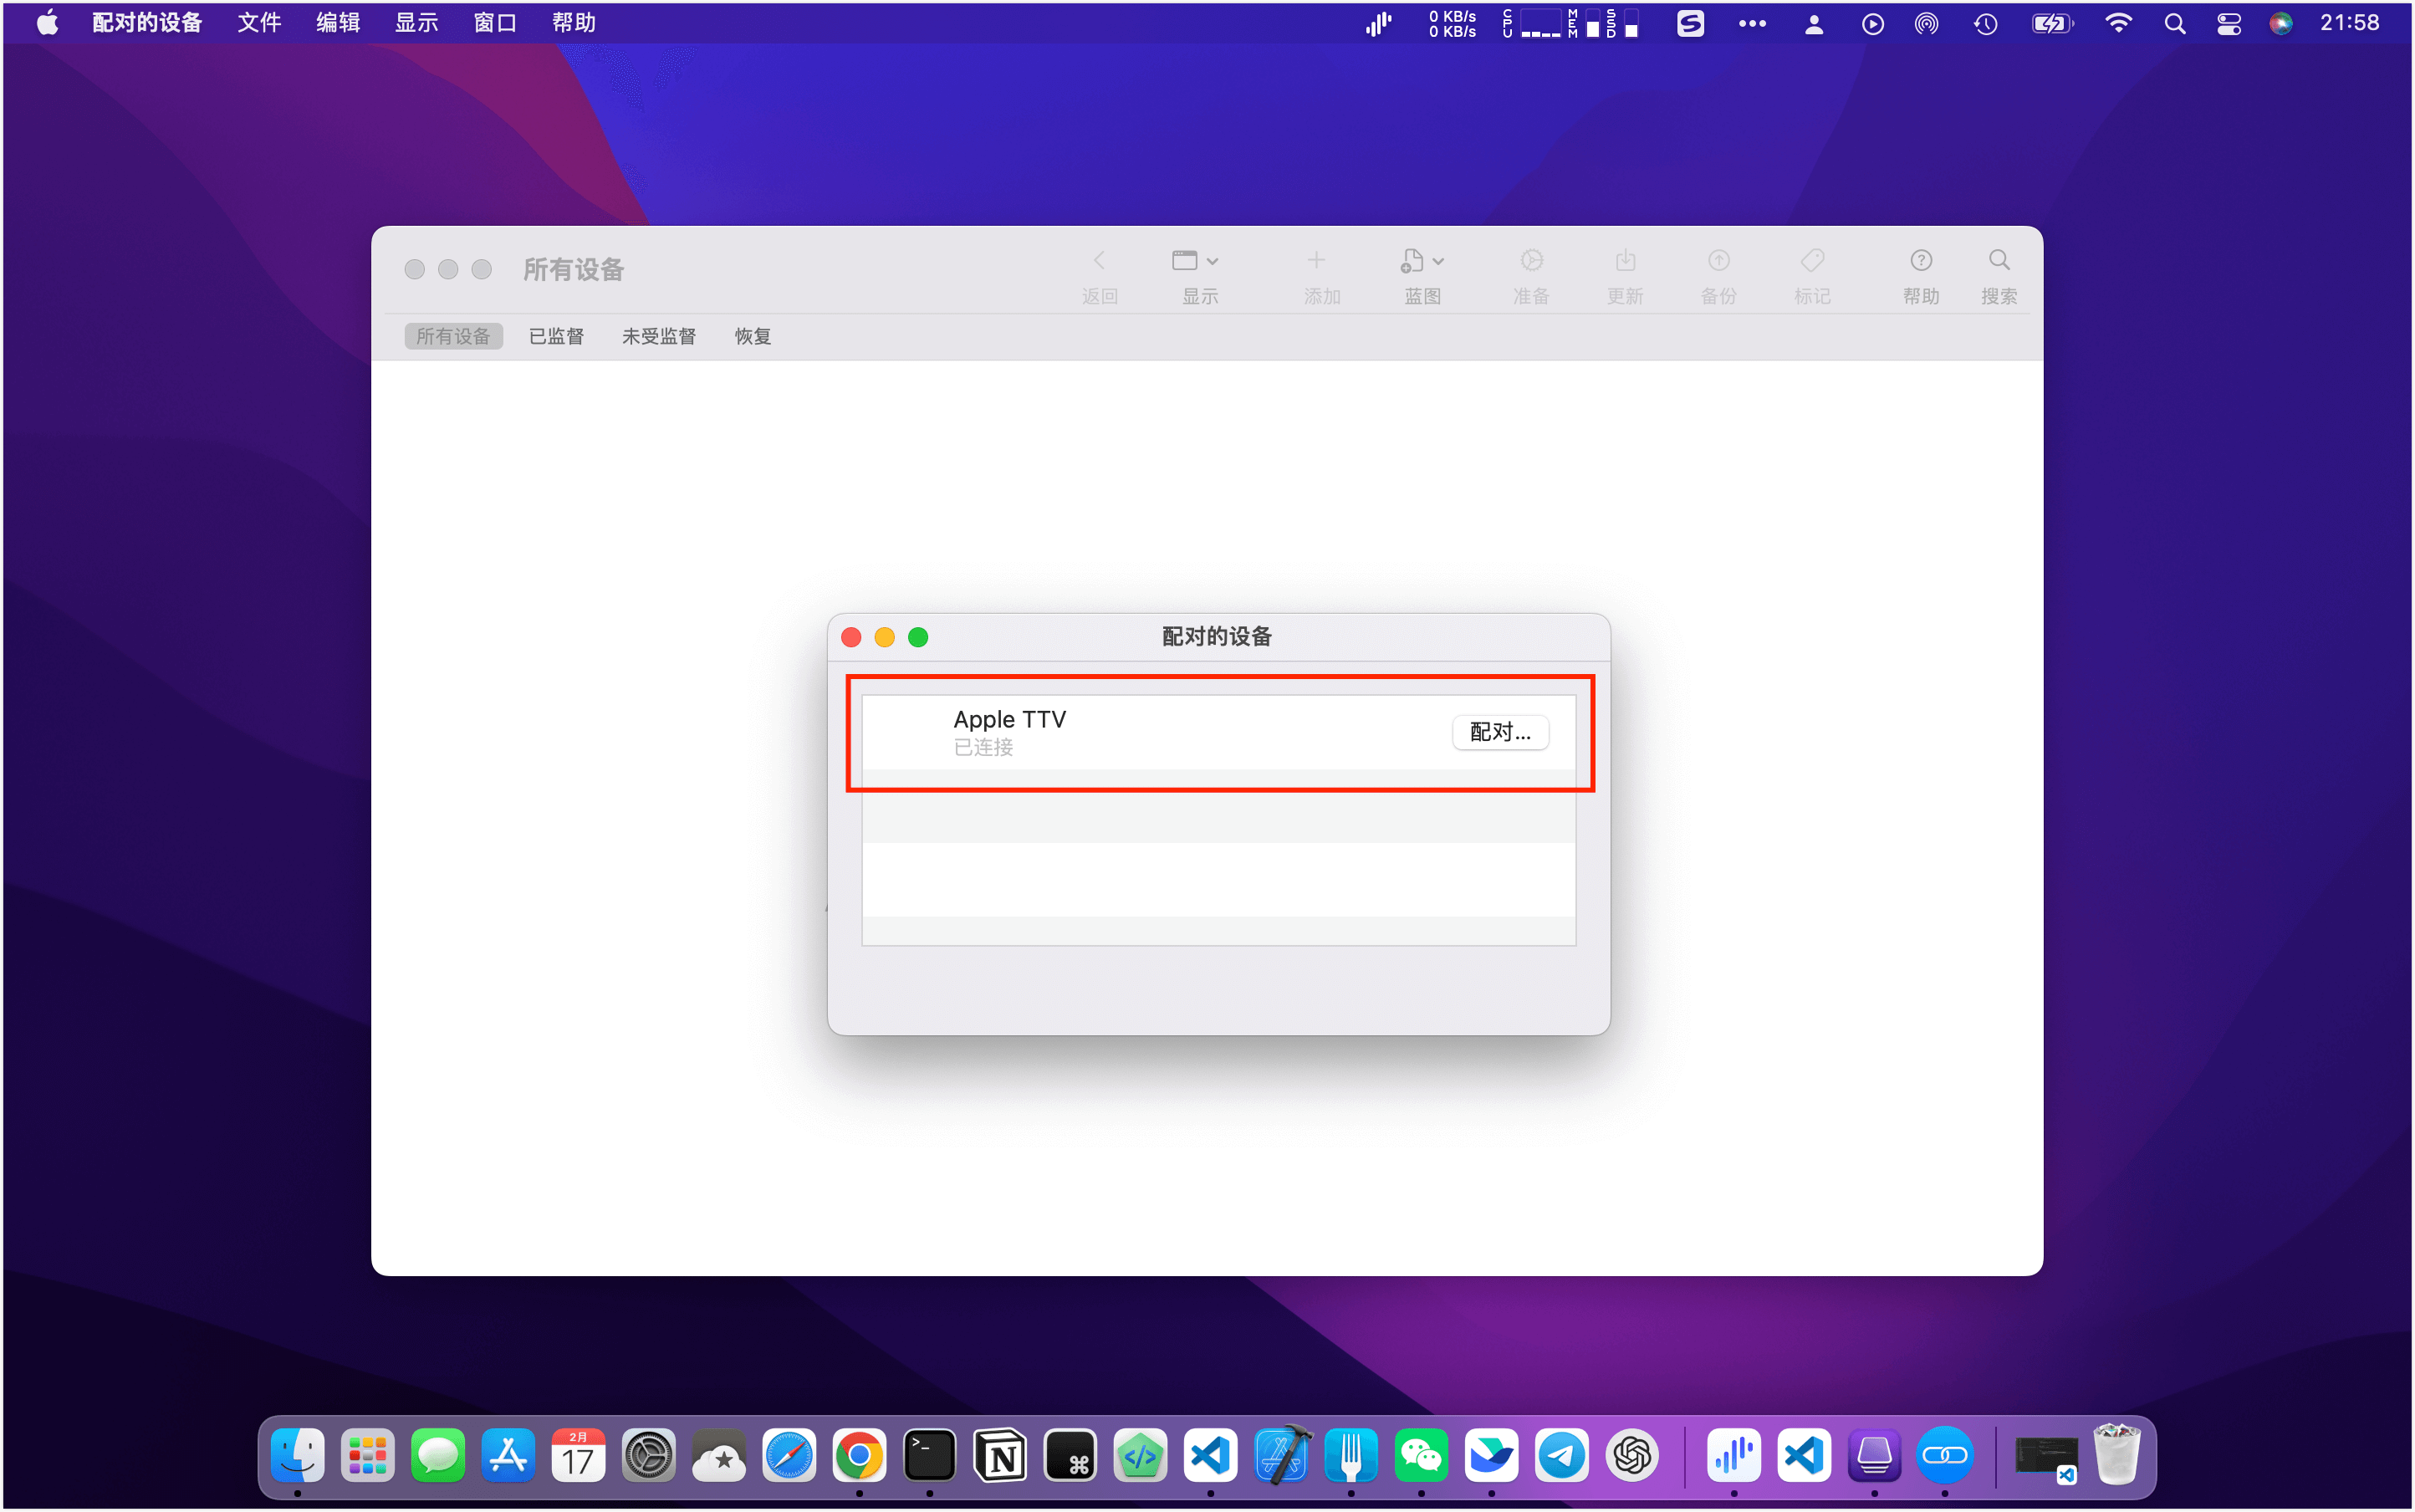 配对的设备 文件 编辑 显示 窗口 帮助
0 KB/s
0 KB/s
CPU MEM SSD
21:58
所有设备
返回 显示 添加 蓝图 准备 更新 备份 标记 帮助 搜索
所有设备 已监督 未受监督 恢复
配对的设备
Apple TTV
已连接
配对...
2月
17